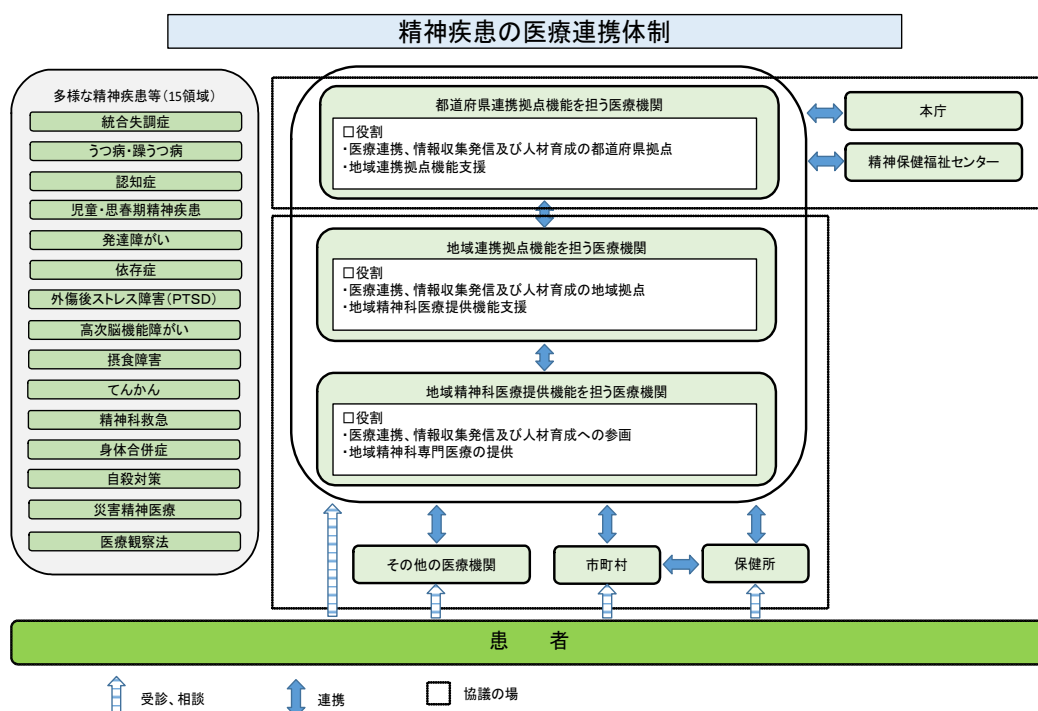 精神疾患の医療連携体制
多様な精神疾患等(15領域)
統合失調症
うつ病・躁うつ病
認知症
児童・思春期精神疾患
発達障がい
依存症
外傷後ストレス障害(PTSD)
高次脳機能障がい
摂食障害
てんかん
精神科救急
身体合併症
自殺対策
災害精神医療
医療観察法
都道府県連携拠点機能を担う医療機関
□役割
・医療連携、情報収集発信及び人材育成の都道府県拠点
・地域連携拠点機能支援
本庁
精神保健福祉センター
地域連携拠点機能を担う医療機関
□役割
・医療連携、情報収集発信及び人材育成の地域拠点
・地域精神科医療提供機能支援
地域精神科医療提供機能を担う医療機関
□役割
・医療連携、情報収集発信及び人材育成への参画
・地域精神科専門医療の提供
その他の医療機関
市町村
保健所
患 者
受診、相談
連携
協議の場